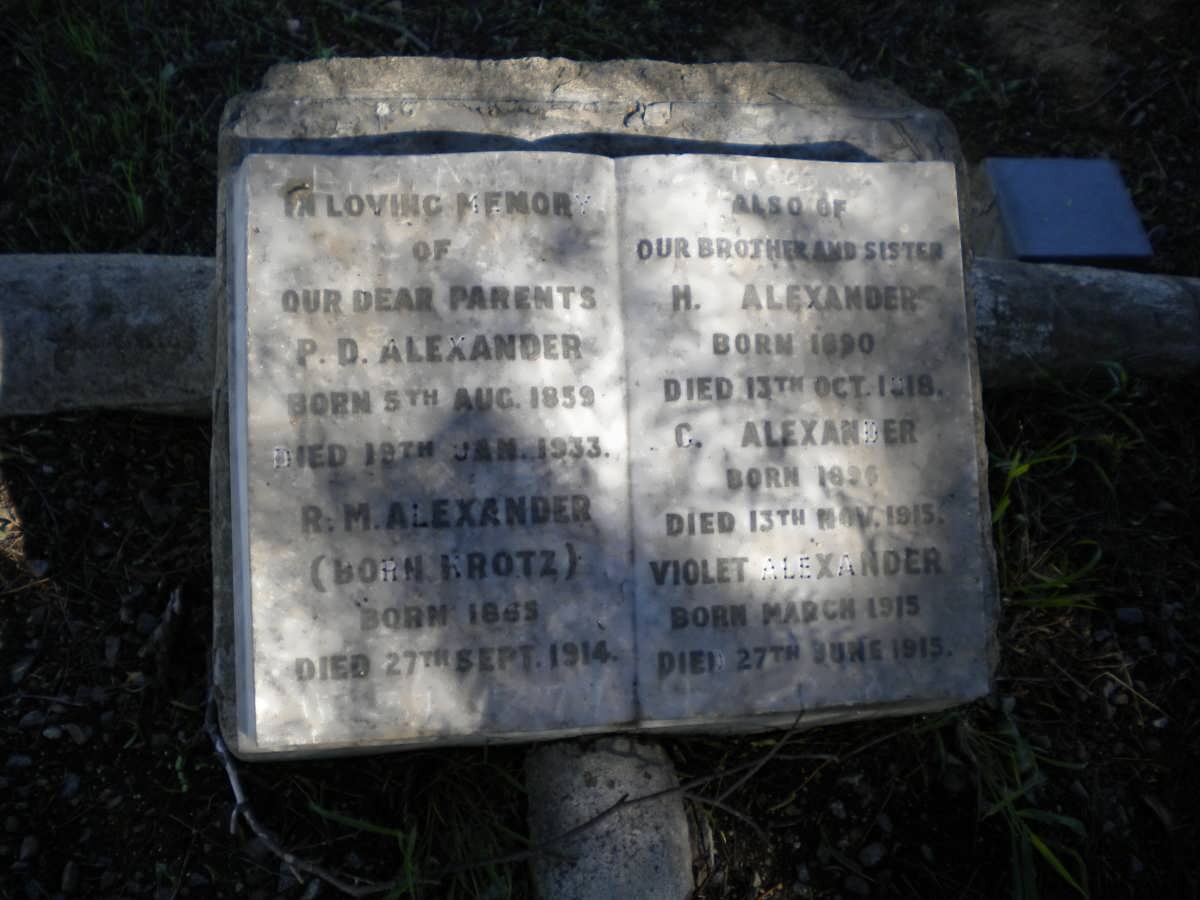 IN LOVING MEMORY
OF
OUR DEAR PARENTS
P. D. ALEXANDER
BORN 5TH AUG. 1859
DIED 19TH JAN. 1933.
R. M. ALEXANDER
(BORN KROTZ)
BORN 1865
DIED 27TH SEPT. 1914.
ALSO OF
OUR BROTHER AND SISTER
H. ALEXANDER
BORN 1890
DIED 13TH OCT. 1918.
C. ALEXANDER
BORN 1896
DIED 13TH NOV. 1915.
VIOLET ALEXANDER
BORN MARCH 1915
DIED 27TH JUNE 1915.